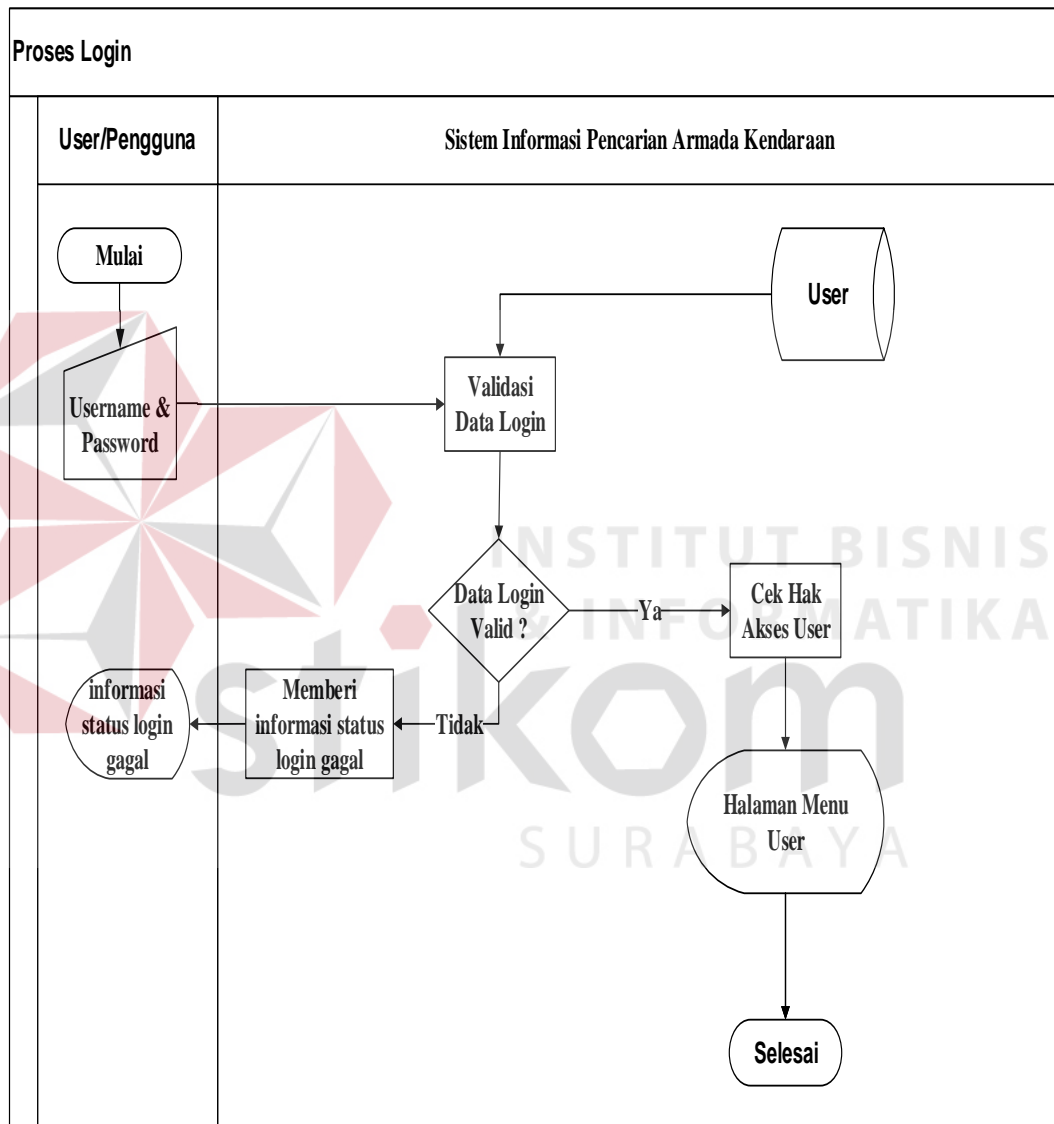 Proses Login
User/Pengguna
Sistem Informasi Pencarian Armada Kendaraan
Mulai
User
Username &
Password
Validasi
Data Login
INSTITUT BISNIS
& INFORMATIKA
Data Login
Valid ?
Ya
Cek Hak
Akses User
informasi
status login
gagal
Memberi
informasi status
login gagal
Tidak
stikom
Halaman Menu
User
SURABAYA
Selesai